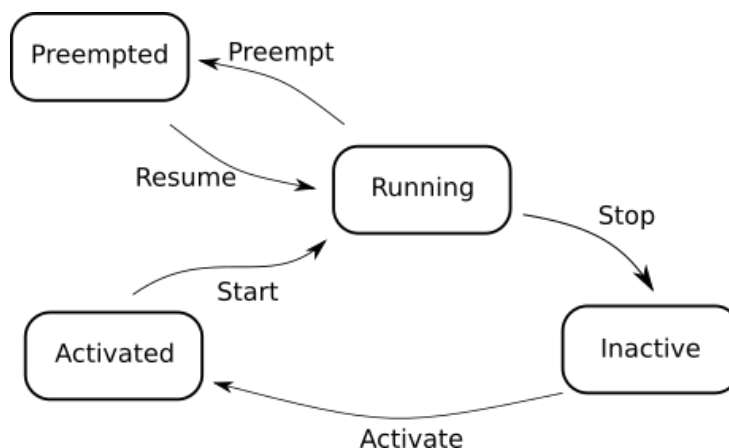 Preempted
Preempt
Resume
Running
Stop
Start
Activated
Inactive
Activate